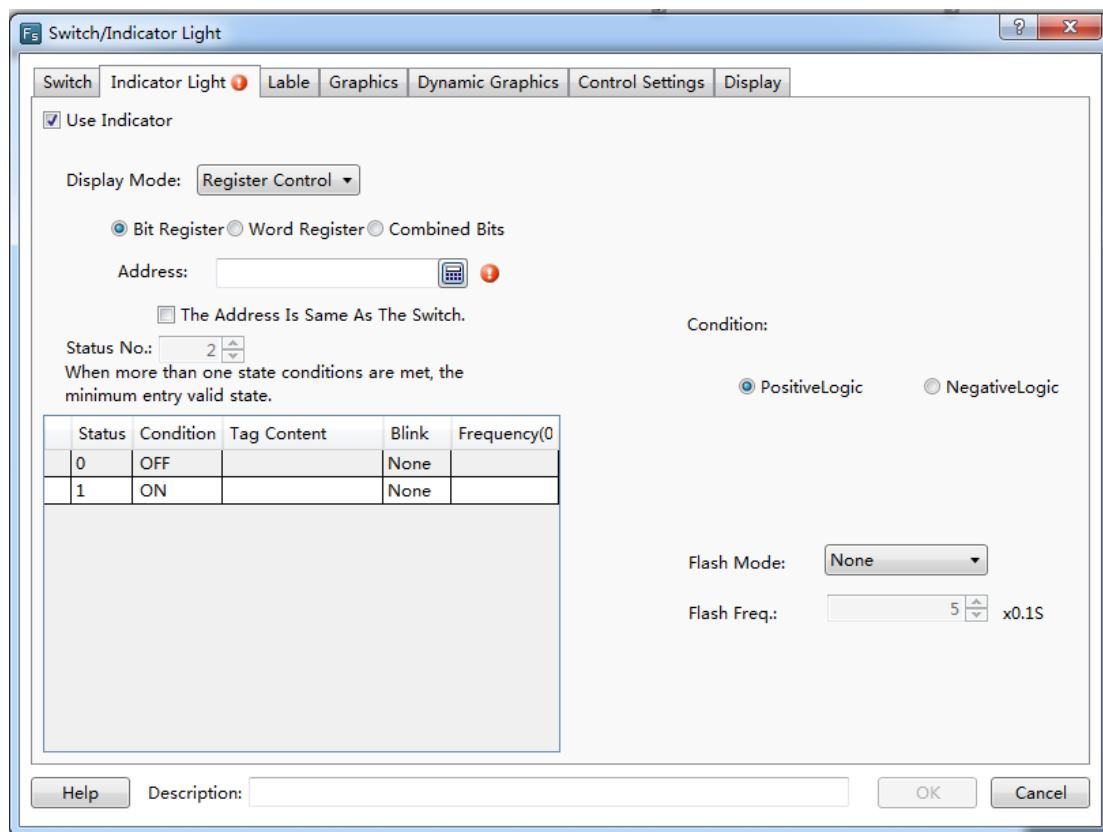 Fs Switch/Indicator Light
Switch Indicator Light Lable Graphics Dynamic Graphics Control Settings Display
Use Indicator
Display Mode: Register Control
Bit Register Word Register Combined Bits
Address:
The Address Is Same As The Switch.
Condition:
Status No.: 2
When more than one state conditions are met, the
minimum entry valid state.
PositiveLogic NegativeLogic
Status Condition Tag Content Blink Frequency(0
0 OFF None
1 ON None
Flash Mode: None
Flash Freq.: 5 x0.1S
Help Description: OK Cancel